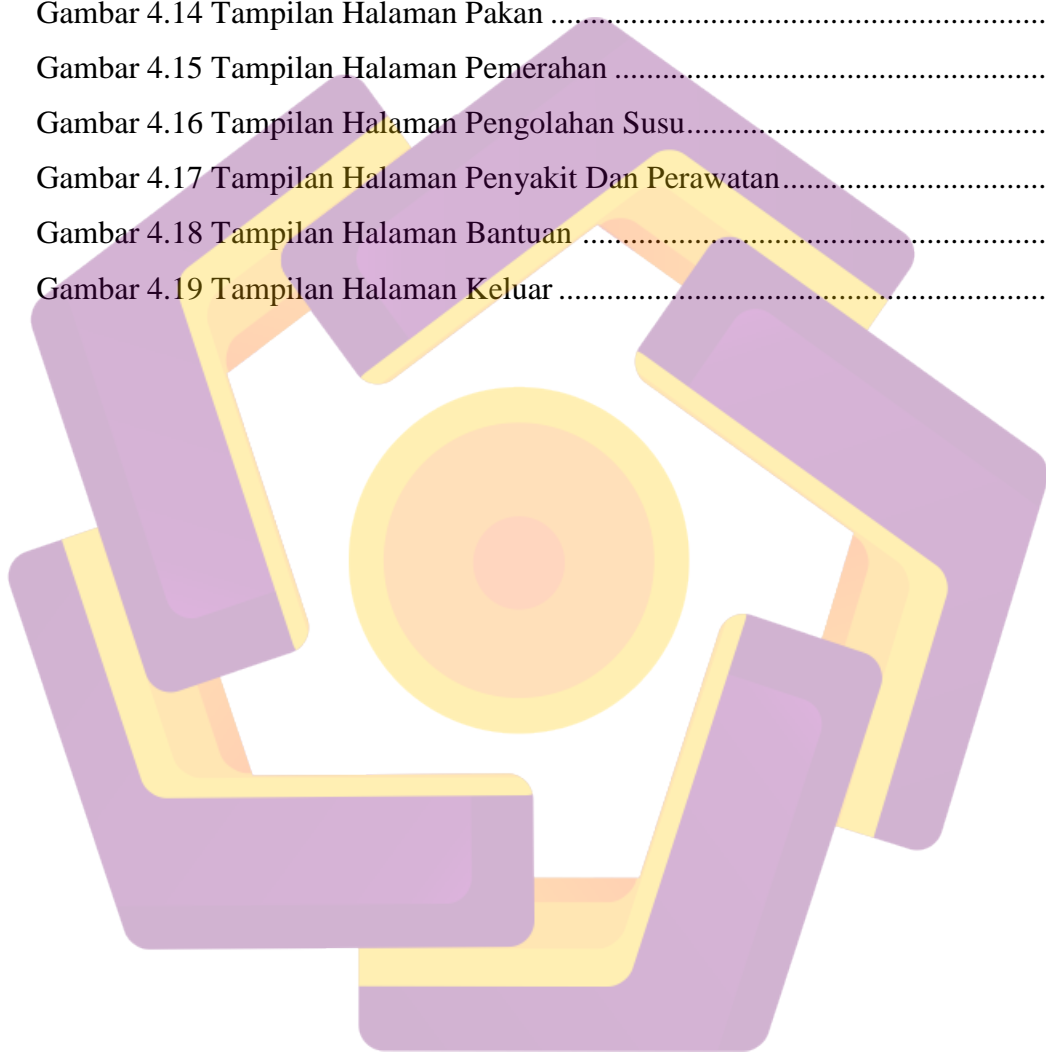 Gambar 4.14 Tampilan Halaman Pakan ............................................................
Gambar 4.15 Tampilan Halaman Pemerahan ....................................................
Gambar 4.16 Tampilan Halaman Pengolahan Susu...........................................
Gambar 4.17 Tampilan Halaman Penyakit Dan Perawatan................................
Gambar 4.18 Tampilan Halaman Bantuan ........................................................
Gambar 4.19 Tampilan Halaman Keluar ...........................................................